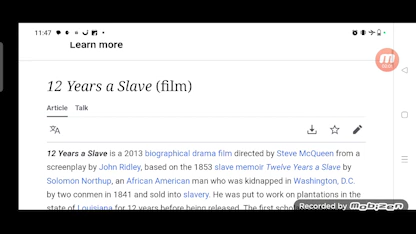 11:47
Learn more
12 Years a Slave (film)
Article Talk
12 Years a Slave is a 2013 biographical drama film directed by Steve McQueen from a
screenplay by John Ridley, based on the 1853 slave memoir Twelve Years a Slave by
Solomon Northup, an African American man who was kidnapped in Washington, D.C.
by two conmen in 1841 and sold into slavery. He was put to work on plantations in the
state of Louisiana for 12 years before being released. The first
Recorded by mobizen